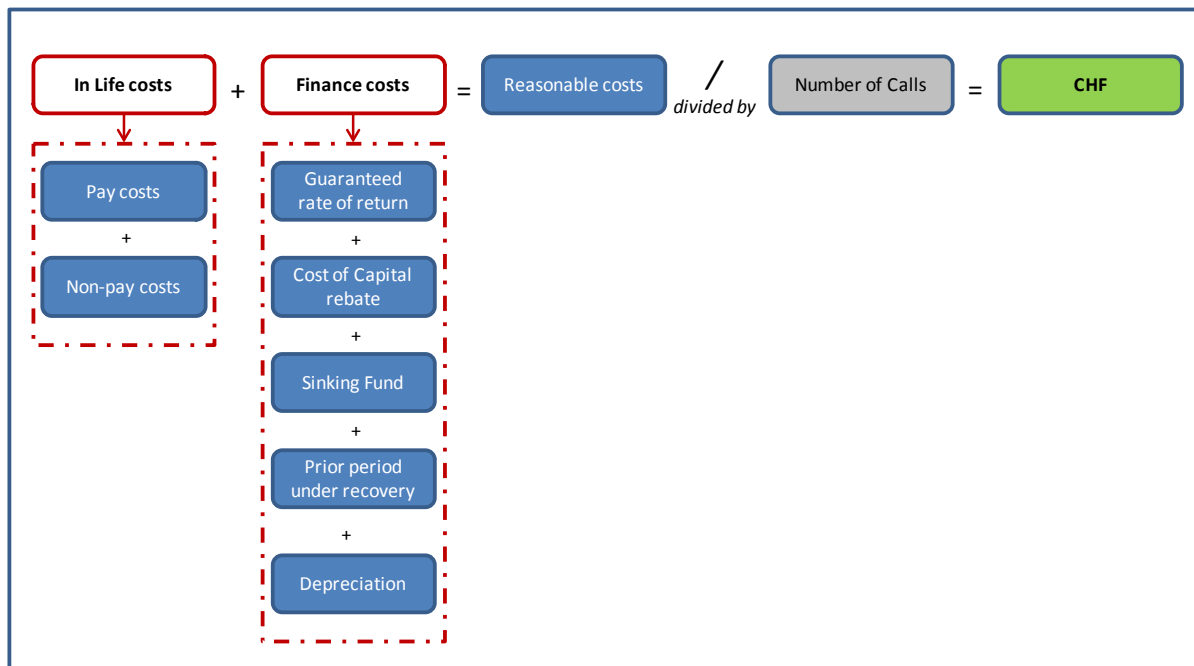 In Life costs + Finance costs = Reasonable costs / divided by Number of Calls = CHF
Pay costs
+
Non-pay costs
Guaranteed
rate of return
+
Cost of Capital
rebate
+
Sinking Fund
+
Prior period
under recovery
+
Depreciation